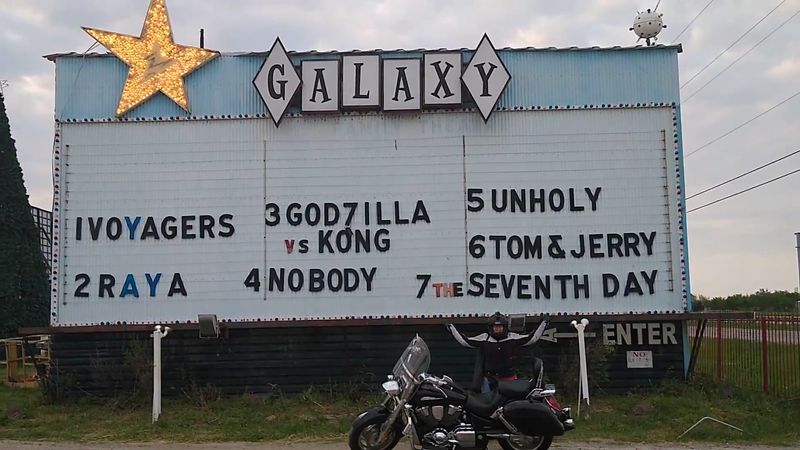 GALAXY
1 VOYAGERS
2 RAYA
3 GOD7ILLA
vs KONG
4 NOBODY
5 UNHOLY
6 TOM & JERRY
7 THE SEVENTH DAY
ENTER
NO